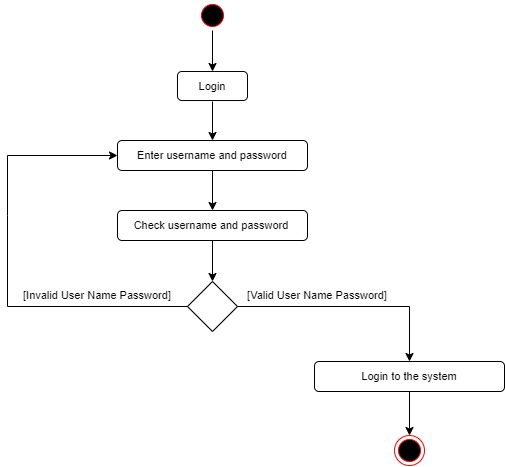 Login
Enter username and password
Check username and password
[Invalid User Name Password]
[Valid User Name Password]
Login to the system